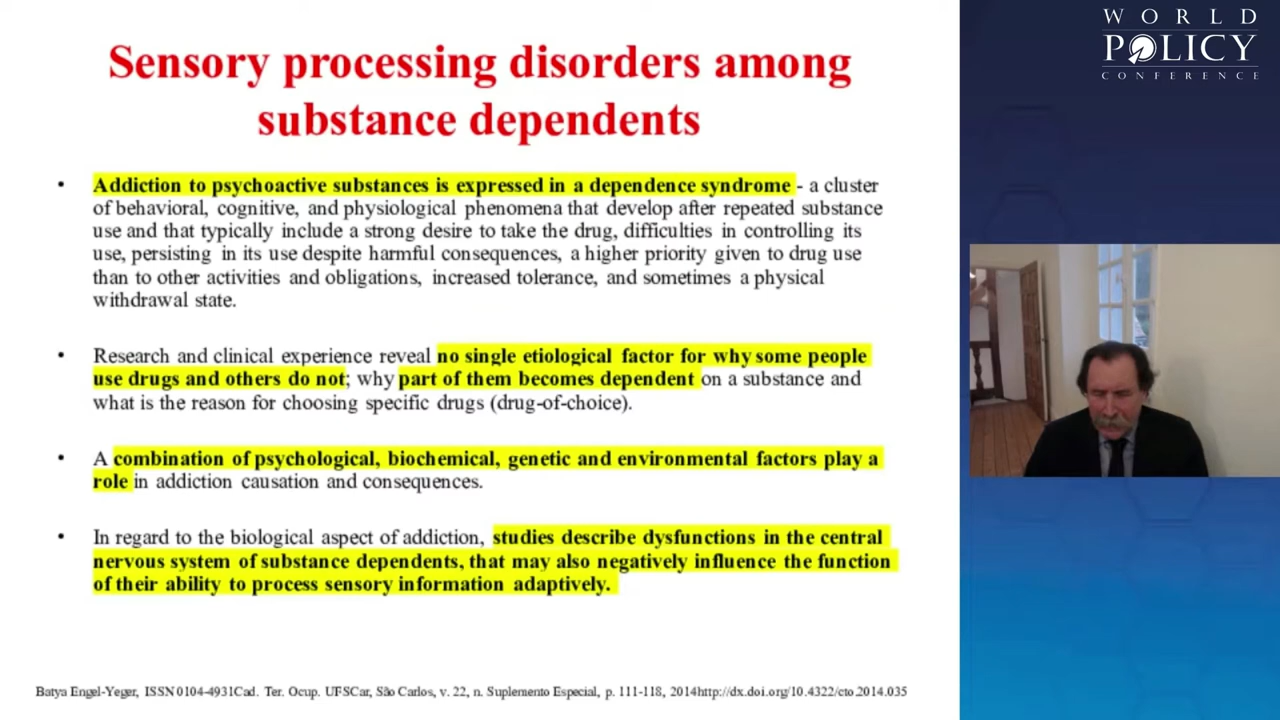 Sensory processing disorders among
substance dependents
• Addiction to psychoactive substances is expressed in a dependence syndrome - a cluster
of behavioral, cognitive, and physiological phenomena that develop after repeated substance
use and that typically include a strong desire to take the drug, difficulties in controlling its
use, persisting in its use despite harmful consequences, a higher priority given to drug use
than to other activities and obligations, increased tolerance, and sometimes a physical
withdrawal state.
• Research and clinical experience reveal no single etiological factor for why some people
use drugs and others do not; why part of them becomes dependent on a substance and
what is the reason for choosing specific drugs (drug-of-choice).
• A combination of psychological, biochemical, genetic and environmental factors play a
role in addiction causation and consequences.
• In regard to the biological aspect of addiction, studies describe dysfunctions in the central
nervous system of substance dependents, that may also negatively influence the function
of their ability to process sensory information adaptively.
Batya Engel-Yeger, ISSN 0104-4931Cad. Ter. Ocup. UFSCar, São Carlos, v. 22, n. Suplemento Especial, p. 111-118, 2014http://dx.doi.org/10.4322/cto.2014.035
WORLD
POLICY
CONFERENCE